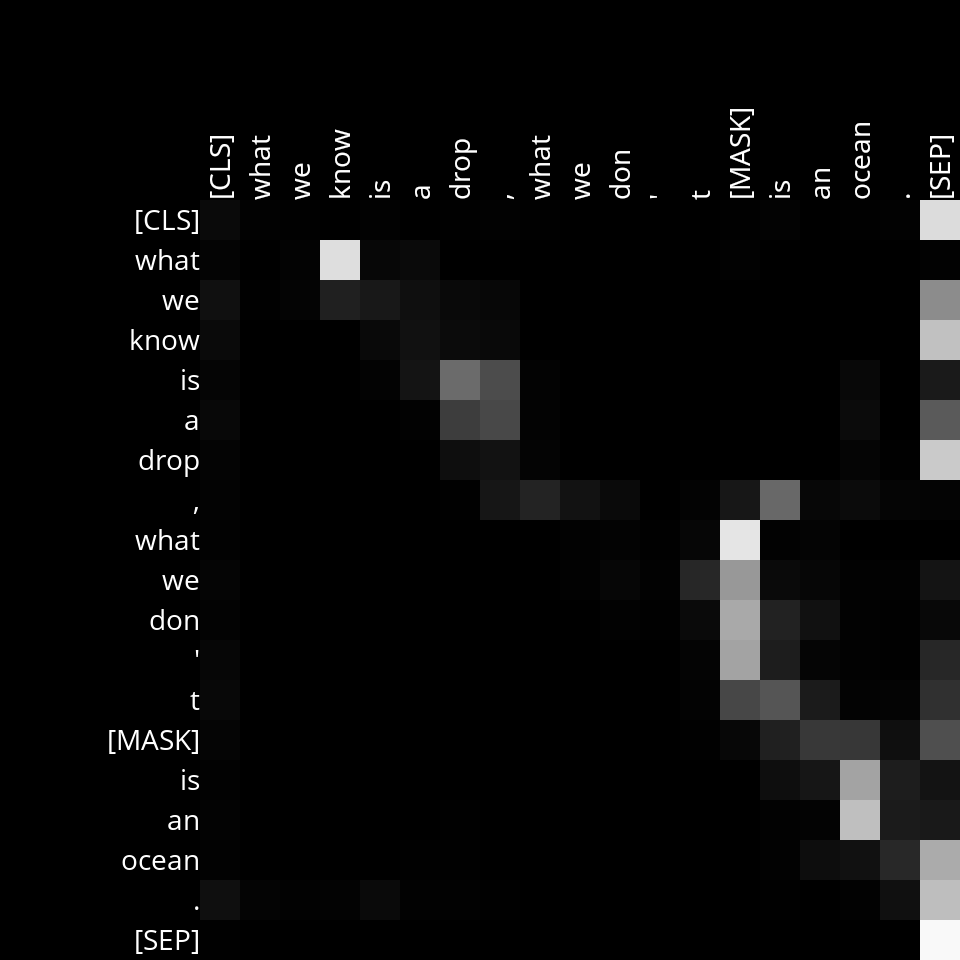 [CLS] what we know is a drop , what we don ' t [MASK] is an ocean . [SEP]
[CLS]
what
we
know
is
a
drop
,
what
we
don
'
t
[MASK]
is
an
ocean
.
[SEP]